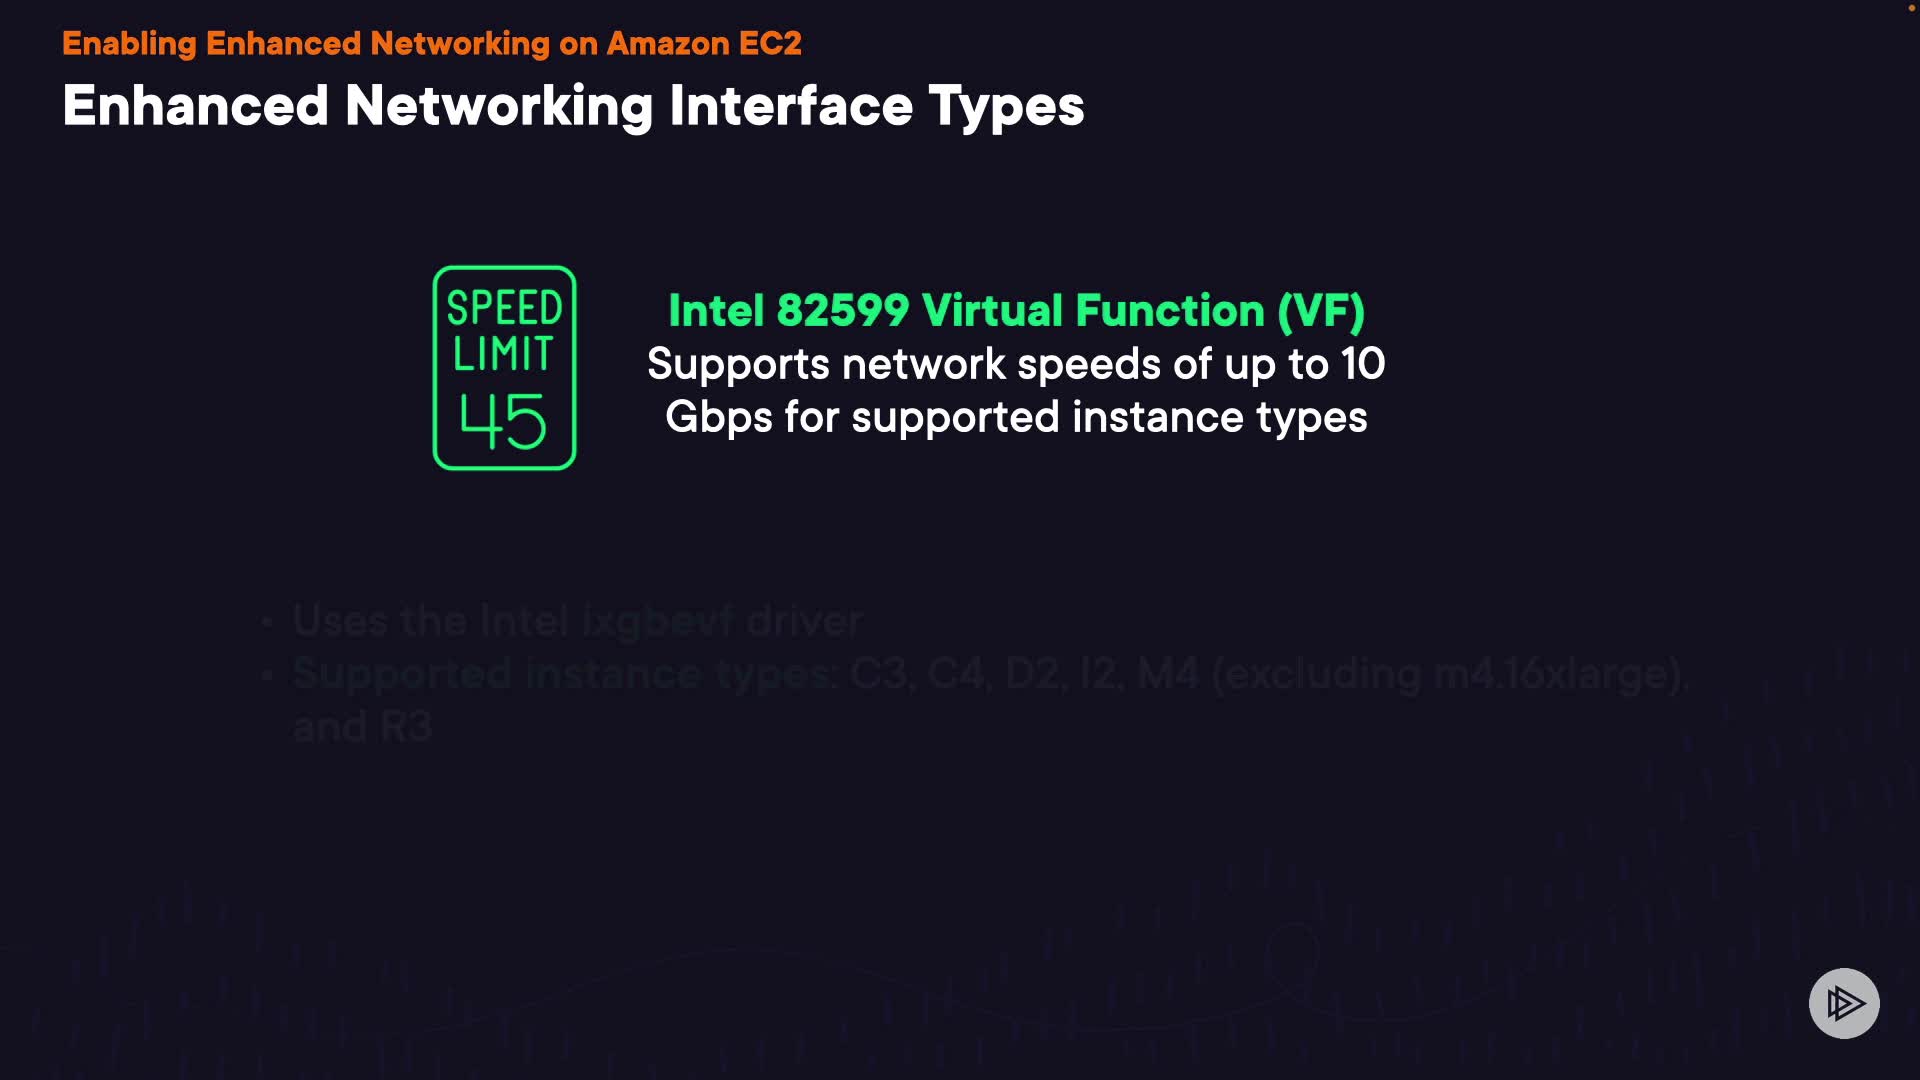 Enabling Enhanced Networking on Amazon EC2
Enhanced Networking Interface Types
SPEED
LIMIT
45
Intel 82599 Virtual Function (VF)
Supports network speeds of up to 10
Gbps for supported instance types
• Uses the Intel ixgbevf driver
• Supported instance types: C3, C4, D2, I2, M4 (excluding m4.16xlarge),
and R3